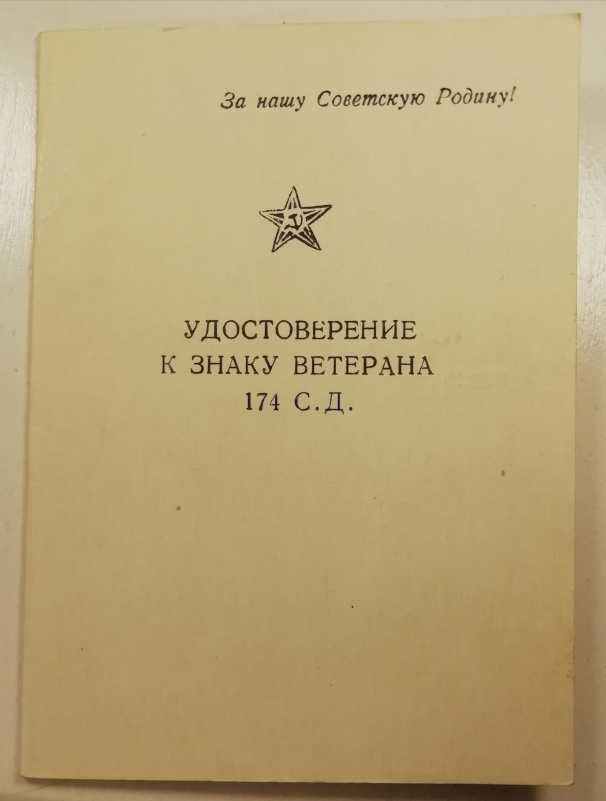 За нашу Советскую Родину!
УДОСТОВЕРЕНИЕ
К ЗНАКУ ВЕТЕРАНА
174 С.Д.